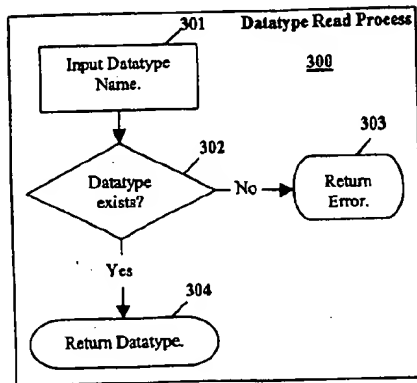 301
Datatype Read Process
Input Datatype
Name.
300
303
302
Datatype
exists?
No
Return
Error.
Yes
304
Return Datatype.